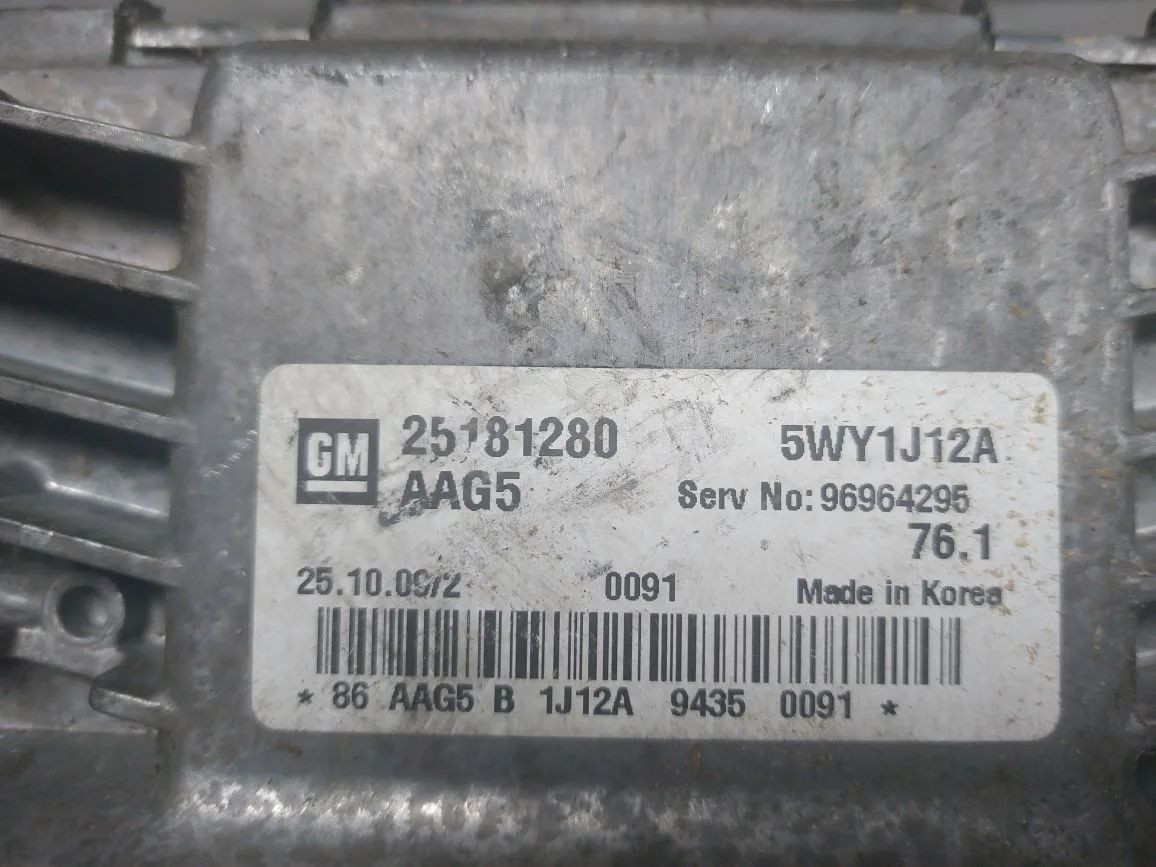 GM 25181280 5WY1J12A
AAG5 Serv No: 96964295
76.1
25.10.09/2 0091 Made in Korea
* 86 AAG5 B 1J12A 9435 0091 *